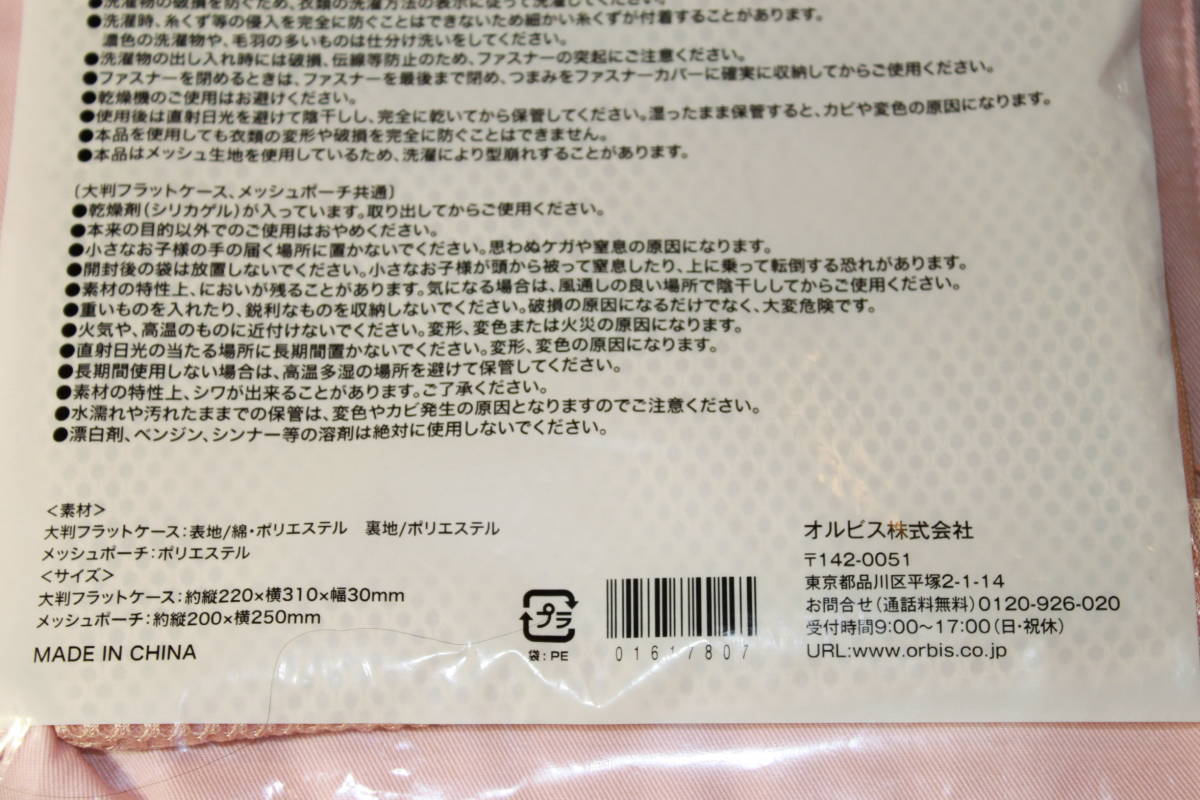 ●洗濯物の破損を防ぐため、衣類の洗濯方法の表示に従って洗濯してください。
●洗濯時、糸くず等の侵入を完全に防ぐことはできないため細かい糸くずが付着することがあります。
濃色の洗濯物や、毛羽の多いものは仕分け洗いをしてください。
●洗濯物の出し入れ時には破損、伝線等防止のため、ファスナーの突起にご注意ください。
●ファスナーを閉めるときは、ファスナーを最後まで閉め、つまみをファスナーカバーに確実に収納してからご使用ください。
●乾燥機のご使用はお避けください。
●使用後は直射日光を避けて陰干しし、完全に乾いてから保管してください。湿ったまま保管すると、カビや変色の原因になります。
●本品を使用しても衣類の変形や破損を完全に防ぐことはできません。
●本品はメッシュ生地を使用しているため、洗濯により型崩れすることがあります。
〔大判フラットケース、メッシュポーチ共通〕
●乾燥剤(シリカゲル)が入っています。取り出してからご使用ください。
●本来の目的以外でのご使用はおやめください。
●小さなお子様の手の届く場所に置かないでください。思わぬケガや窒息の原因になります。
●開封後の袋は放置しないでください。小さなお子様が頭から被って窒息したり、上に乗って転倒する恐れがあります。
●素材の特性上、においが残ることがあります。気になる場合は、風通しの良い場所で陰干ししてからご使用ください。
●重いものを入れたり、鋭利なものを収納しないでください。破損の原因になるだけでなく、大変危険です。
●火気や、高温のものに近付けないでください。変形、変色または火災の原因になります。
●直射日光の当たる場所に長期間置かないでください。変形、変色の原因になります。
●長期間使用しない場合は、高温多湿の場所を避けて保管してください。
●素材の特性上、シワが出来ることがあります。ご了承ください。
●水濡れや汚れたままでの保管は、変色やカビ発生の原因となりますのでご注意ください。
●漂白剤、ベンジン、シンナー等の溶剤は絶対に使用しないでください。
<素材>
大判フラットケース:表地/綿・ポリエステル 裏地/ポリエステル
メッシュポーチ:ポリエステル
<サイズ>
大判フラットケース:約縦220×横310×幅30mm
メッシュポーチ:約縦200×横250mm
MADE IN CHINA
プラ
袋:PE
01617807
オルビス株式会社
〒142-0051
東京都品川区平塚2-1-14
お問合せ(通話料無料)0120-926-020
受付時間9:00~17:00(日・祝休)
URL:www.orbis.co.jp